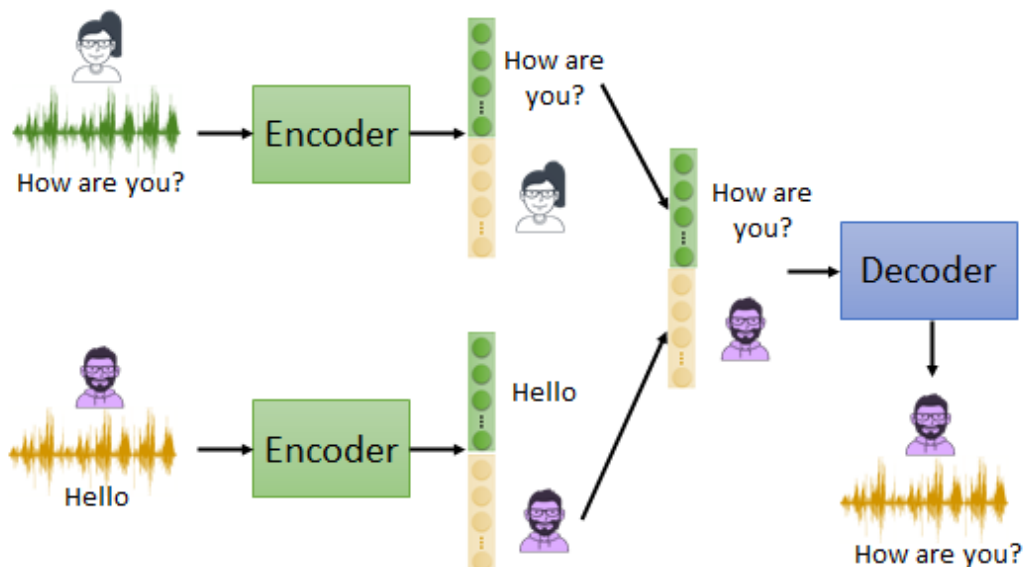 How are
you?
Encoder
How are you?
How are
you?
Decoder
Hello
Encoder
Hello
How are you?